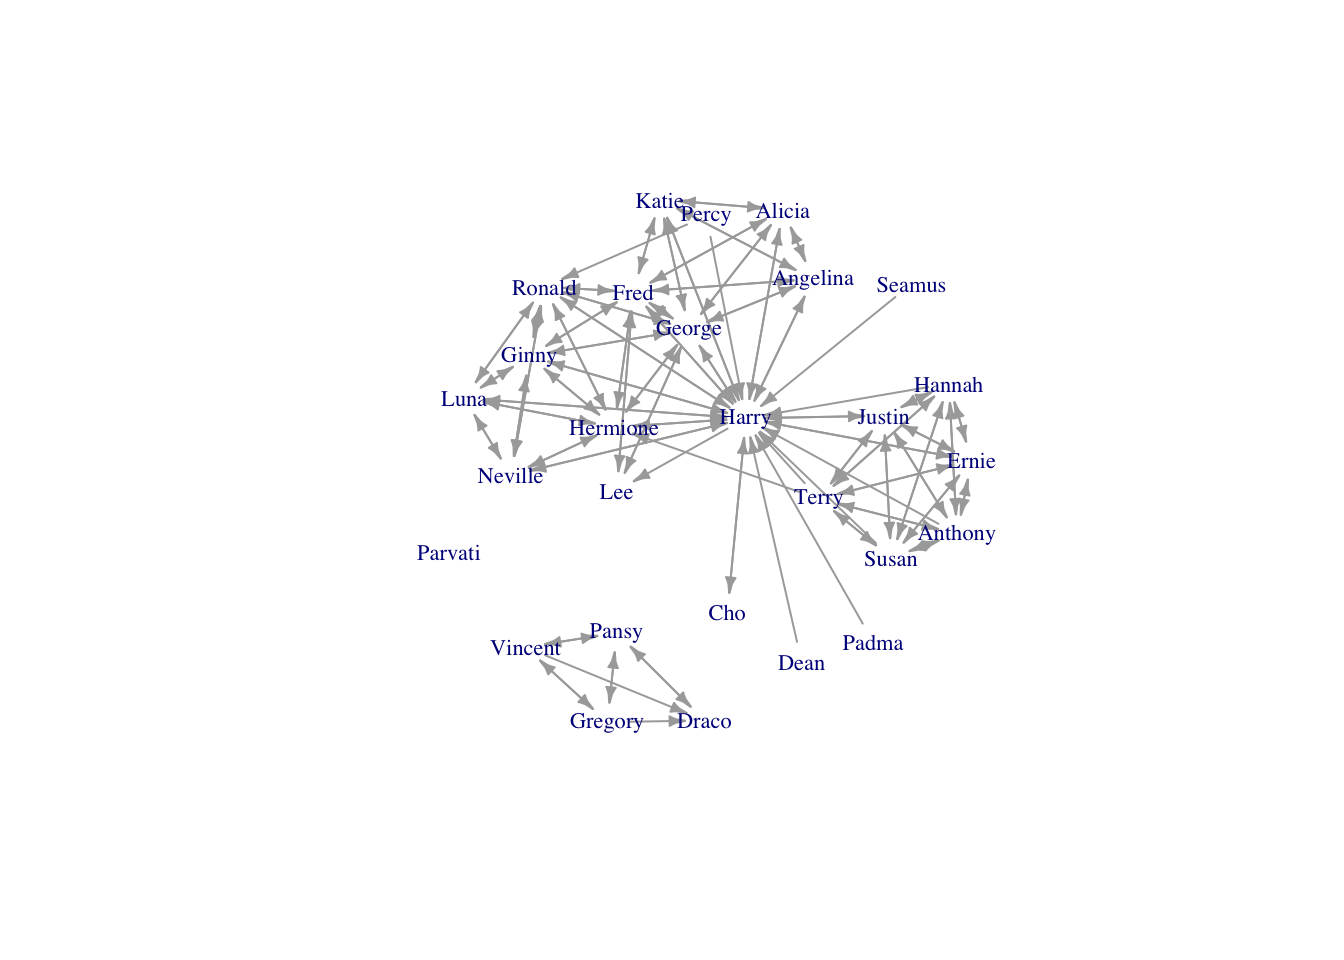 Katie
Percy
Alicia
Angelina
Seamus
Ronald
Fred
George
Ginny
Luna
Hannah
Harry
Justin
Hermione
Ernie
Neville
Lee
Terry
Anthony
Parvati
Susan
Cho
Pansy
Vincent
Padma
Dean
Gregory
Draco